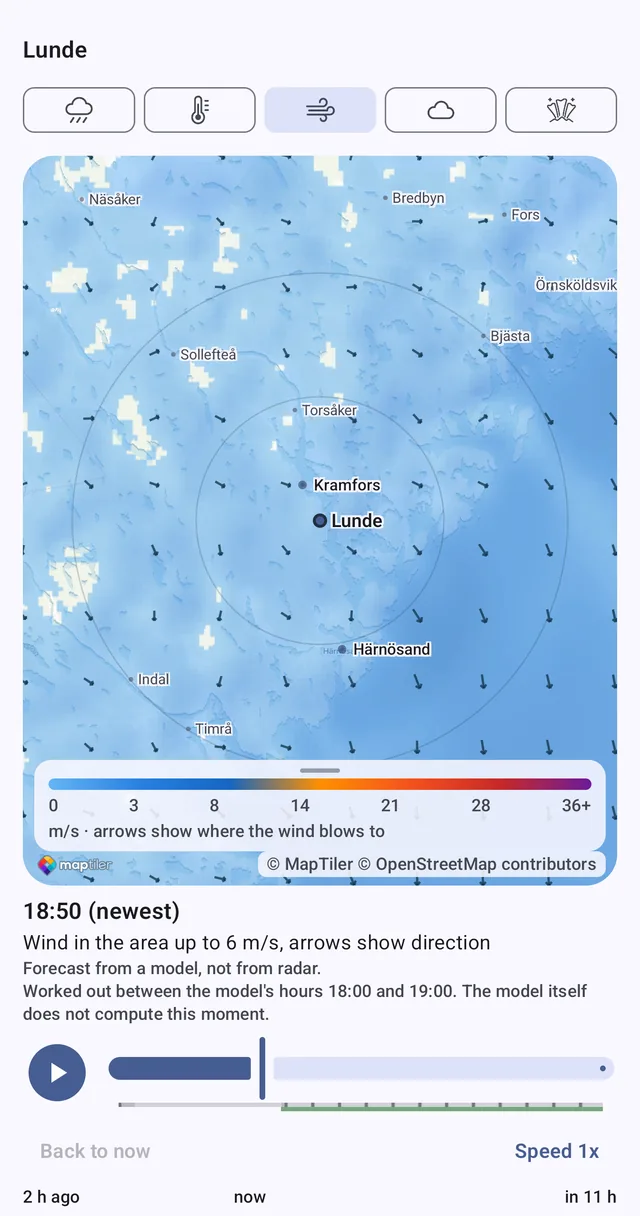 Lunde
Näsåker
Bredbyn
Fors
Örnsköldsvik
Bjästa
Sollefteå
Torsåker
Kramfors
Lunde
Härnösand
Indal
Timrå
0 3 8 14 21 28 36+
m/s · arrows show where the wind blows to
maptiler
© MapTiler © OpenStreetMap contributors
18:50 (newest)
Wind in the area up to 6 m/s, arrows show direction
Forecast from a model, not from radar.
Worked out between the model's hours 18:00 and 19:00. The model itself
does not compute this moment.
Back to now
Speed 1x
2 h ago
now
in 11 h